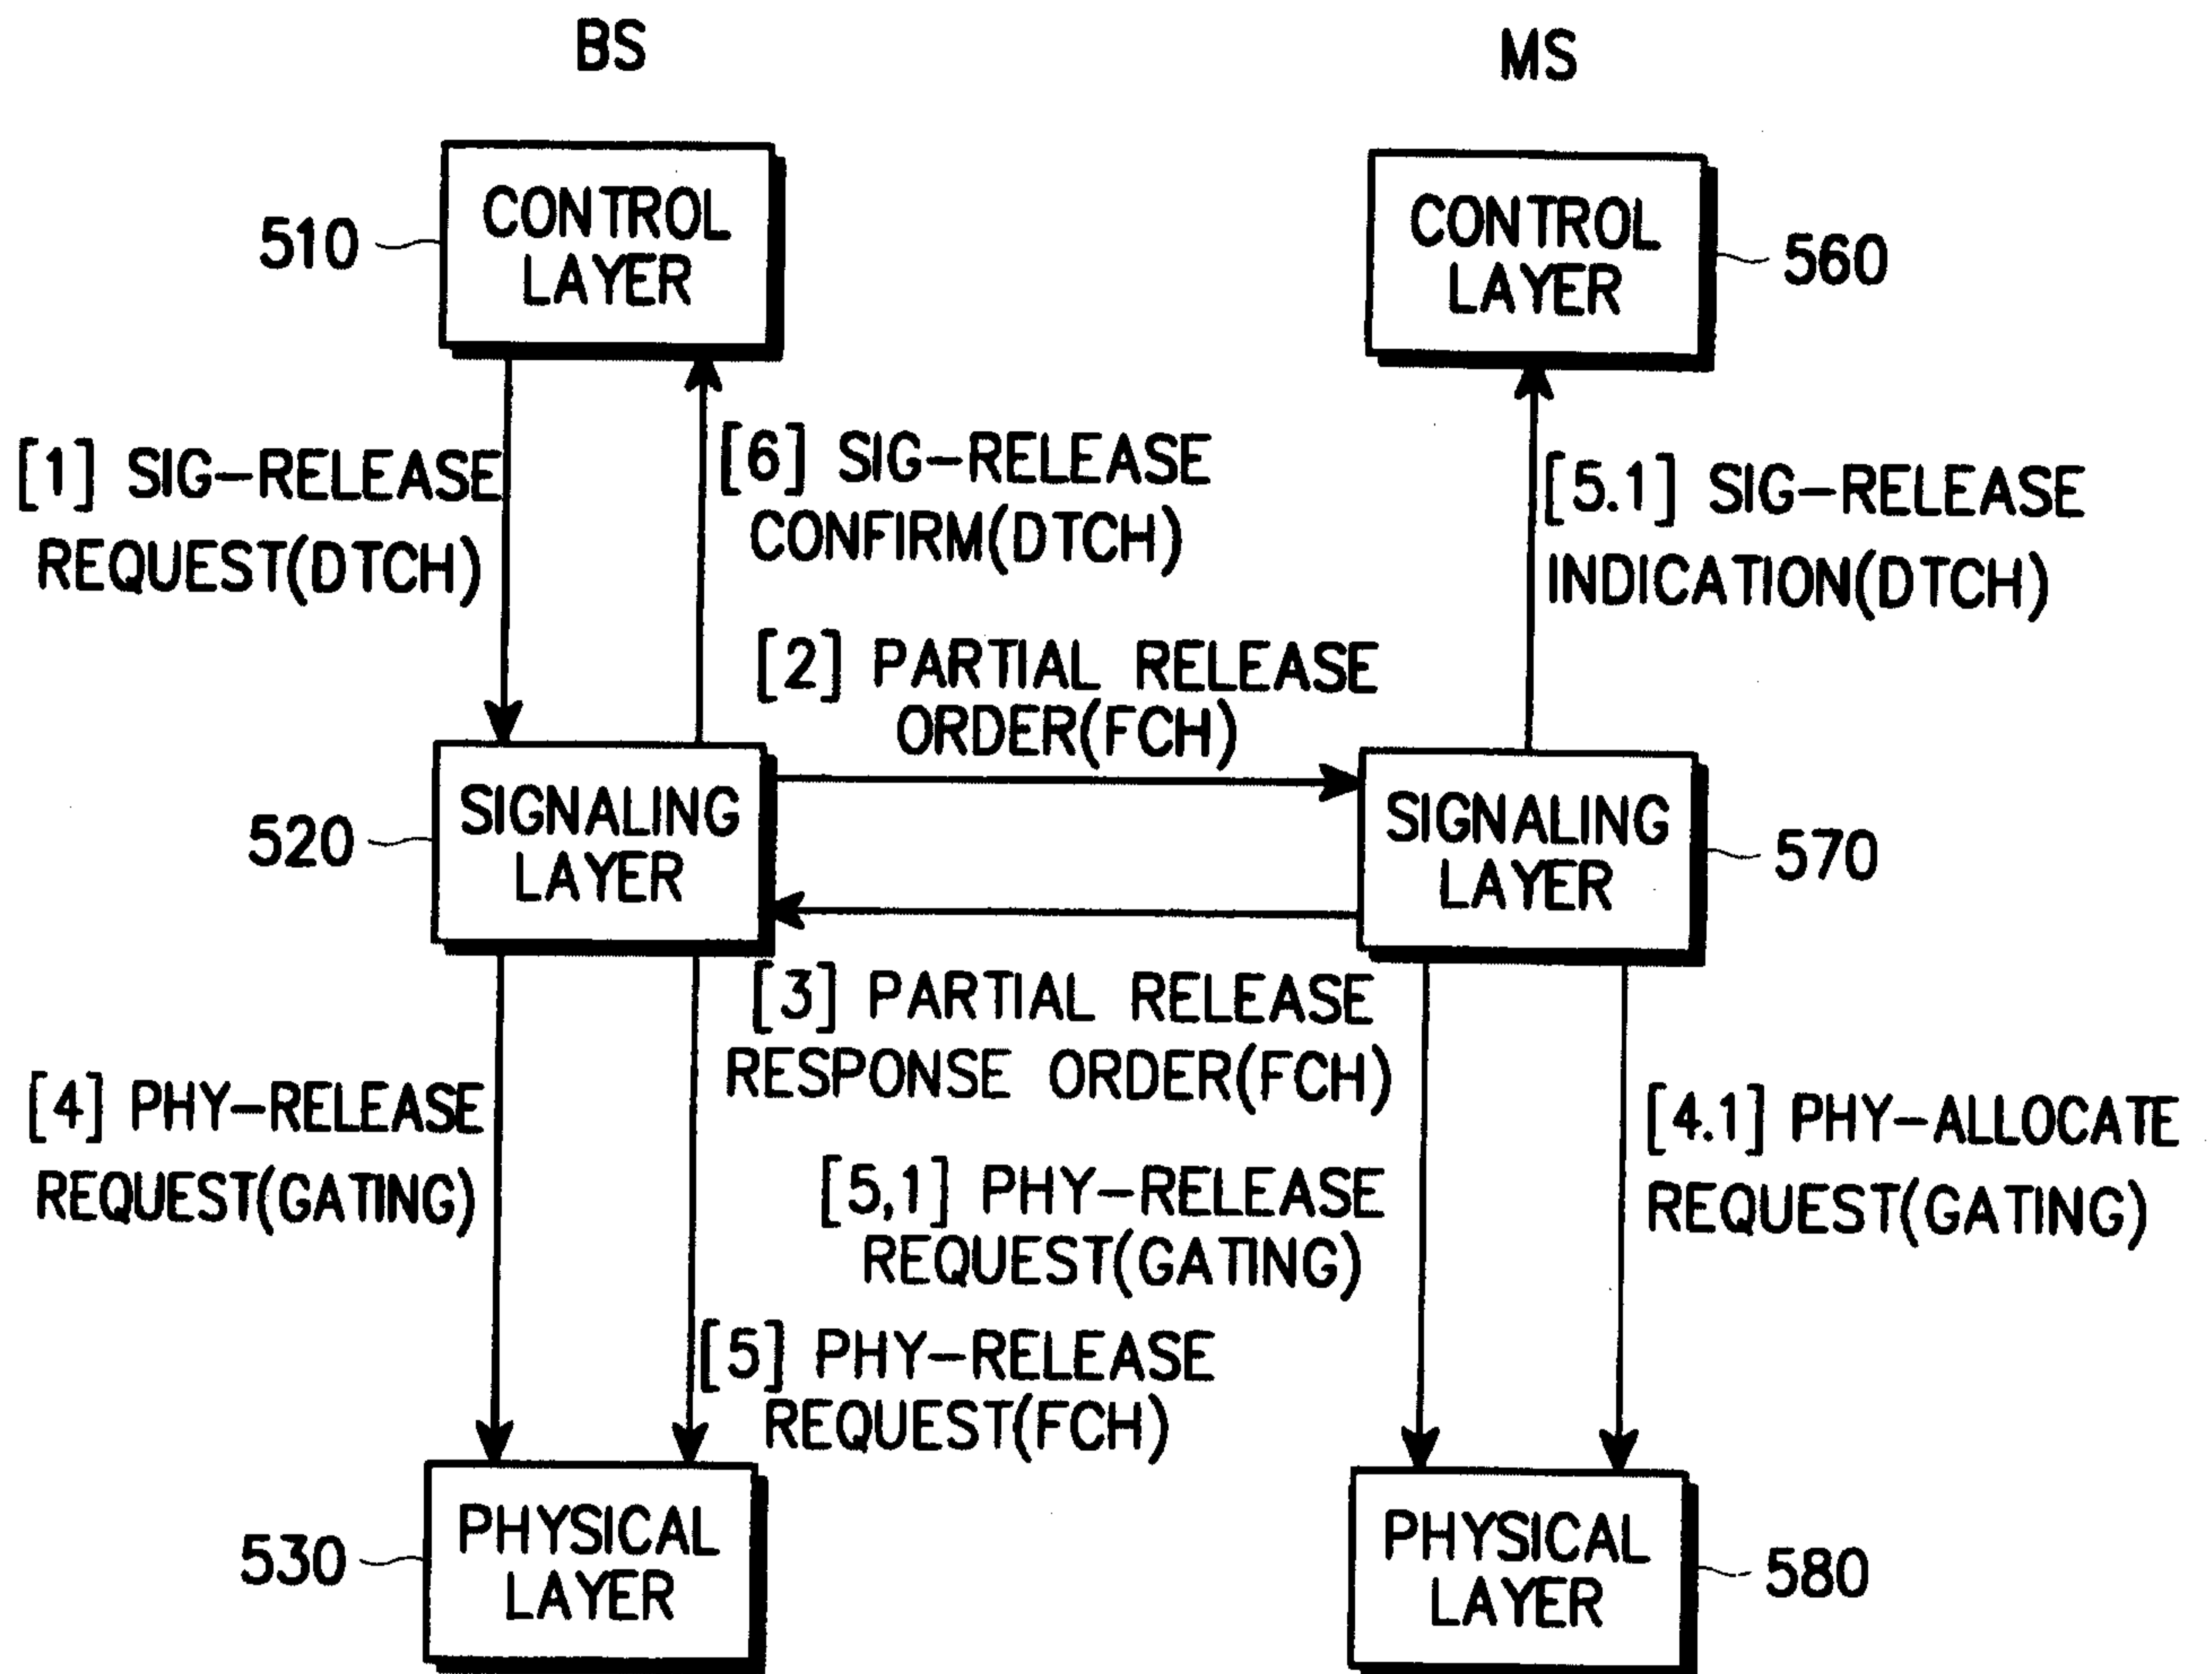 BS
MS
CONTROL
LAYER
510
CONTROL
LAYER
560
[1] SIG-RELEASE
REQUEST(DTCH)
[6] SIG-RELEASE
CONFIRM(DTCH)
[5.1] SIG-RELEASE
INDICATION(DTCH)
[2] PARTIAL RELEASE
ORDER(FCH)
SIGNALING
LAYER
520
SIGNALING
LAYER
570
[3] PARTIAL RELEASE
RESPONSE ORDER(FCH)
[4] PHY-RELEASE
REQUEST(GATING)
[5,1] PHY-RELEASE
REQUEST(GATING)
[4.1] PHY-ALLOCATE
REQUEST(GATING)
[5] PHY-RELEASE
REQUEST(FCH)
PHYSICAL
LAYER
530
PHYSICAL
LAYER
580